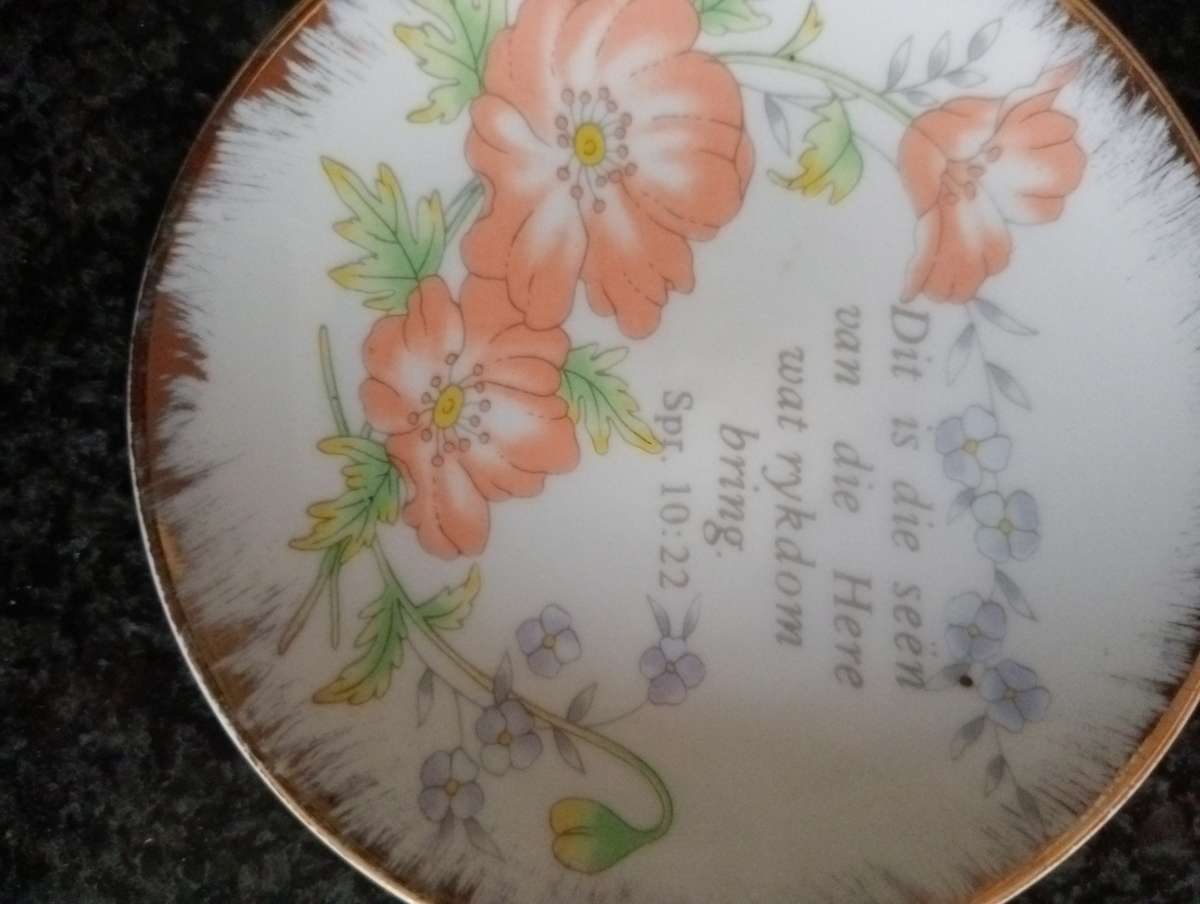 Dit is die seën
van die Here
wat rykdom
bring.
Spr. 10:22